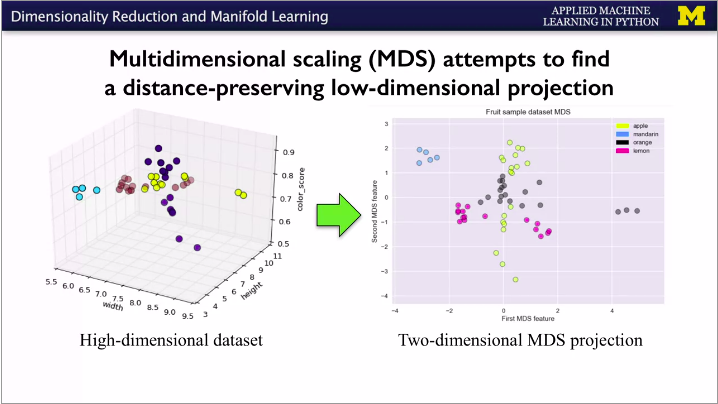 Dimensionality Reduction and Manifold Learning
APPLIED MACHINE
LEARNING IN PYTHON
M
Multidimensional scaling (MDS) attempts to find
a distance-preserving low-dimensional projection
0.9
0.8
0.7
0.6
0.5
color_score
5.5 6.0 6.5 7.0 7.5 8.0 8.5 9.0 9.5
width
3 4 5 6 7 8 9 10 11
height
Fruit sample dataset MDS
apple
mandarin
orange
lemon
3
2
1
0
−1
−2
−3
−4
Second MDS feature
−4 −2 0 2 4
First MDS feature
High-dimensional dataset
Two-dimensional MDS projection